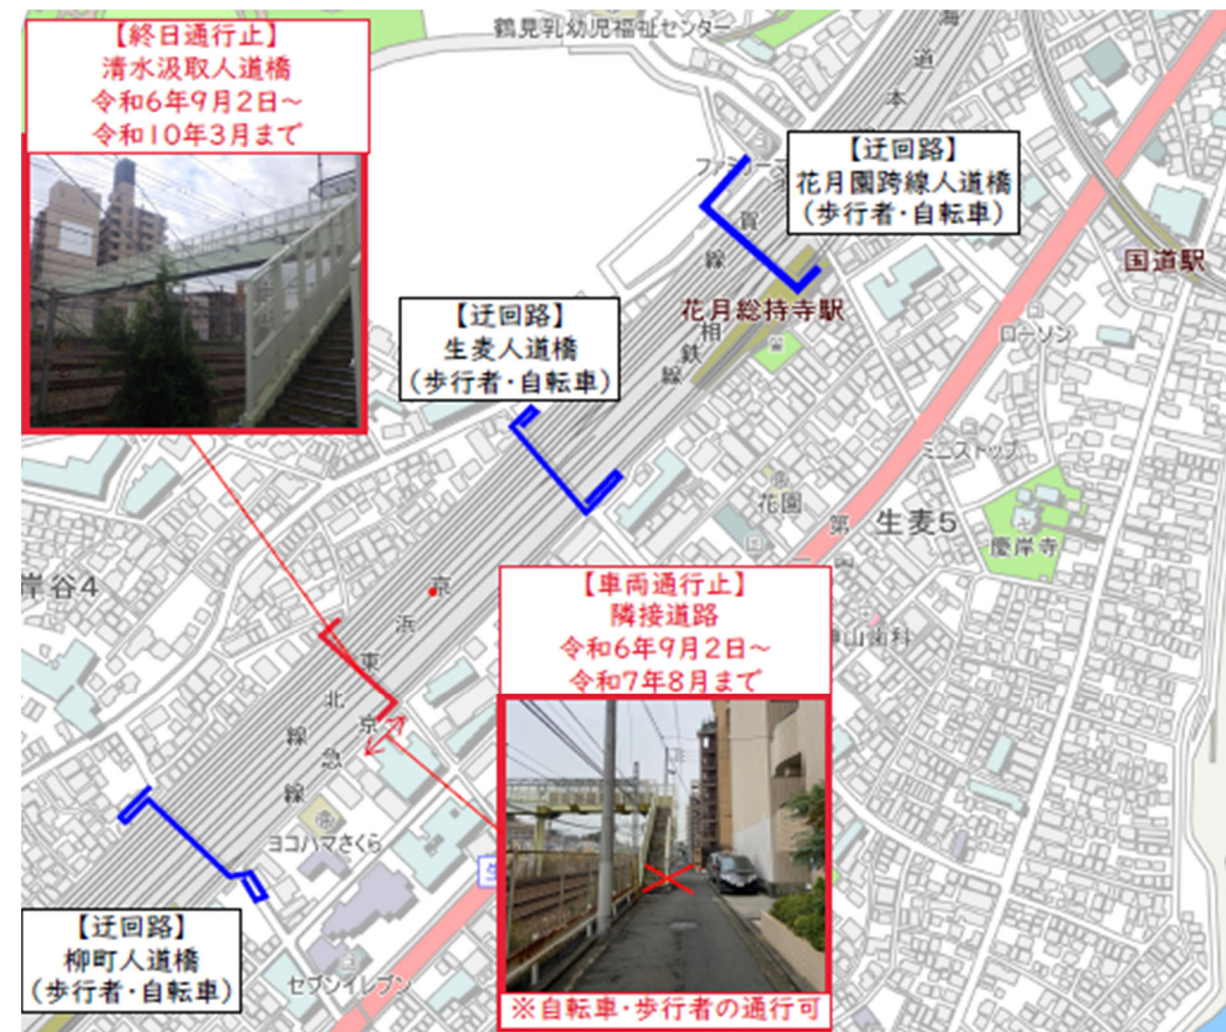 【終日通行止】
清水汲取人道橋
令和6年9月2日～
令和10年3月まで
鶴見乳幼児福祉センター
海
道
本
【迂回路】
花月園跨線人道橋
（歩行者・自転車）
賀
線
国道駅
花月総持寺駅
相
鉄
線
ローソン
【迂回路】
生麦人道橋
（歩行者・自転車）
ミニストップ
花園
第
一
生麦5
慶岸寺
岸谷4
京
浜
東
北
線
京
急
線
【車両通行止】
隣接道路
令和6年9月2日～
令和7年8月まで
※自転車・歩行者の通行可
ヨコハマさくら
セブンイレブン
【迂回路】
柳町人道橋
（歩行者・自転車）